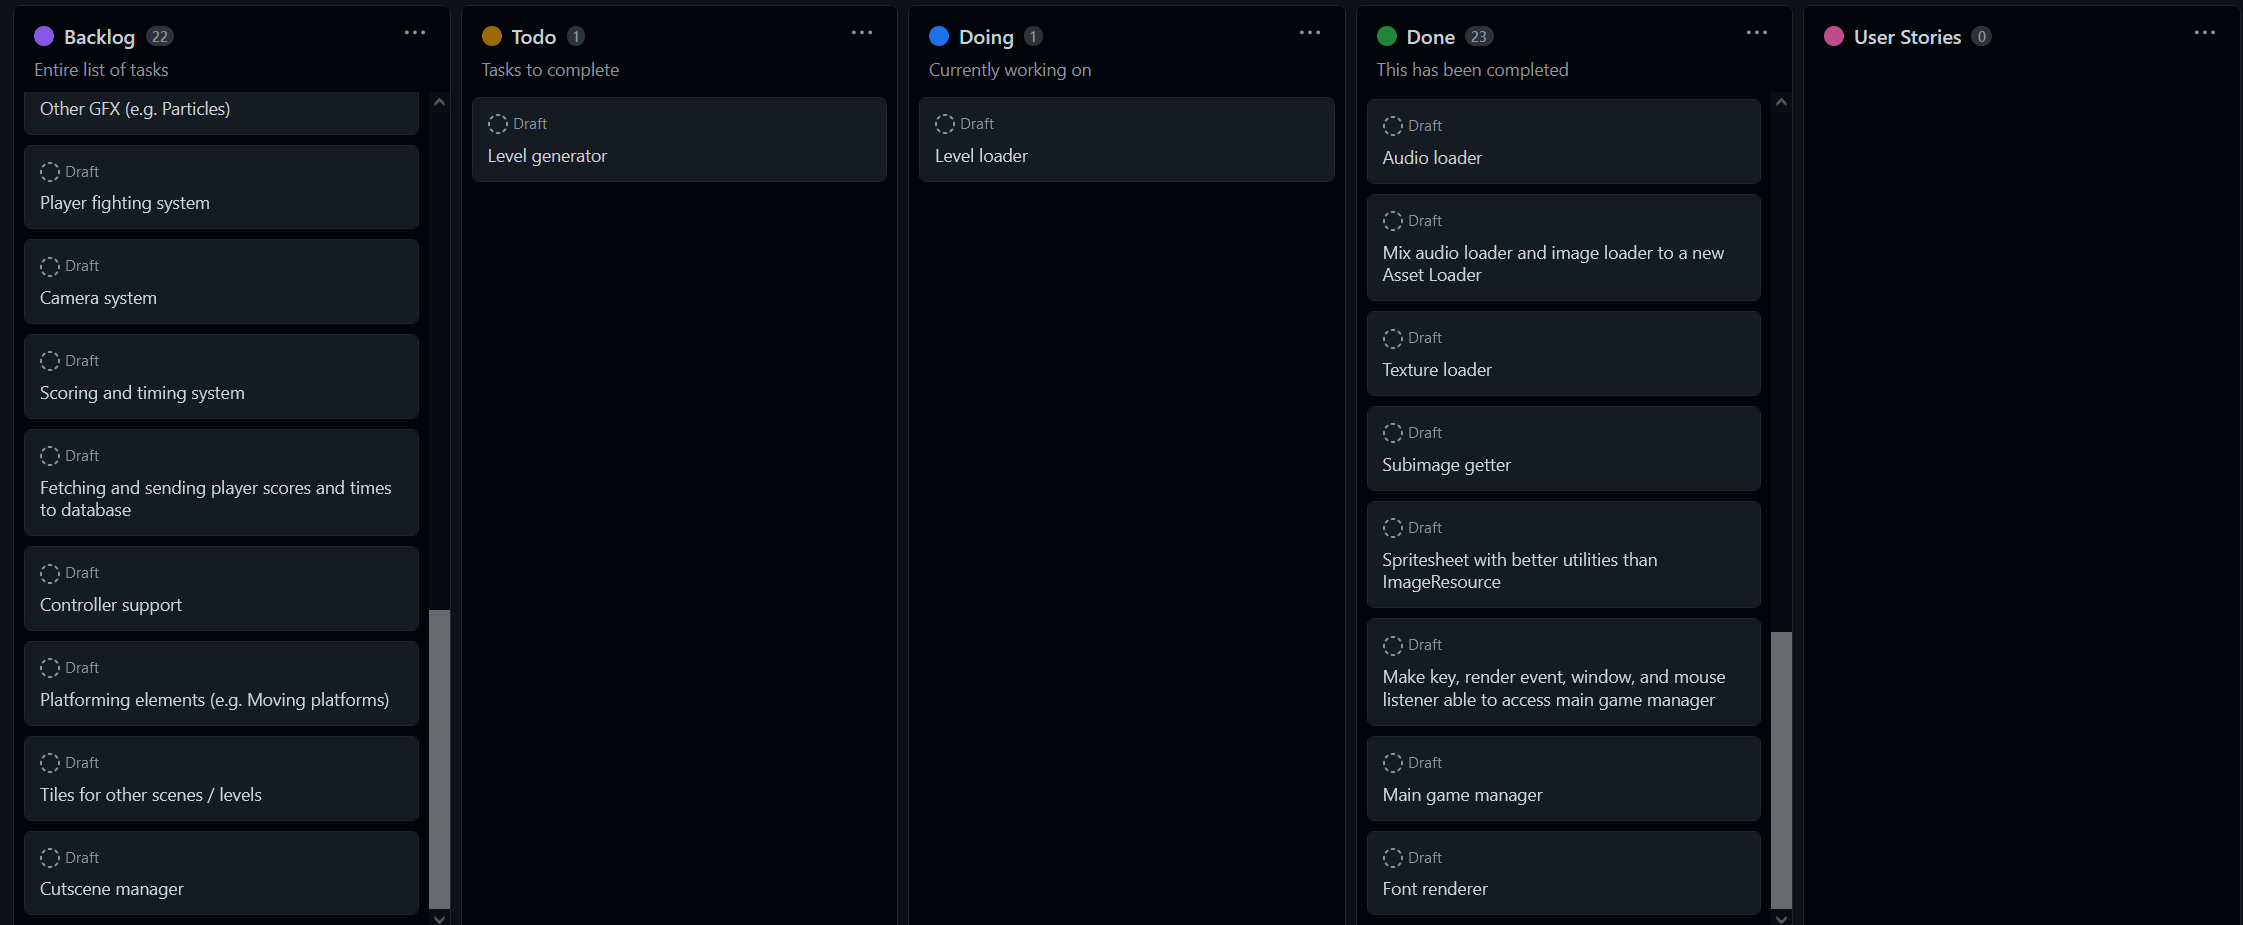 Backlog 22
Entire list of tasks
Other GFX (e.g. Particles)
Draft
Player fighting system
Draft
Camera system
Draft
Scoring and timing system
Draft
Fetching and sending player scores and times
to database
Draft
Controller support
Draft
Platforming elements (e.g. Moving platforms)
Draft
Tiles for other scenes / levels
Draft
Cutscene manager
Todo 1
Tasks to complete
Draft
Level generator
Doing 1
Currently working on
Draft
Level loader
Done 23
This has been completed
Draft
Audio loader
Draft
Mix audio loader and image loader to a new
Asset Loader
Draft
Texture loader
Draft
Subimage getter
Draft
Spritesheet with better utilities than
ImageResource
Draft
Make key, render event, window, and mouse
listener able to access main game manager
Draft
Main game manager
Draft
Font renderer
User Stories 0